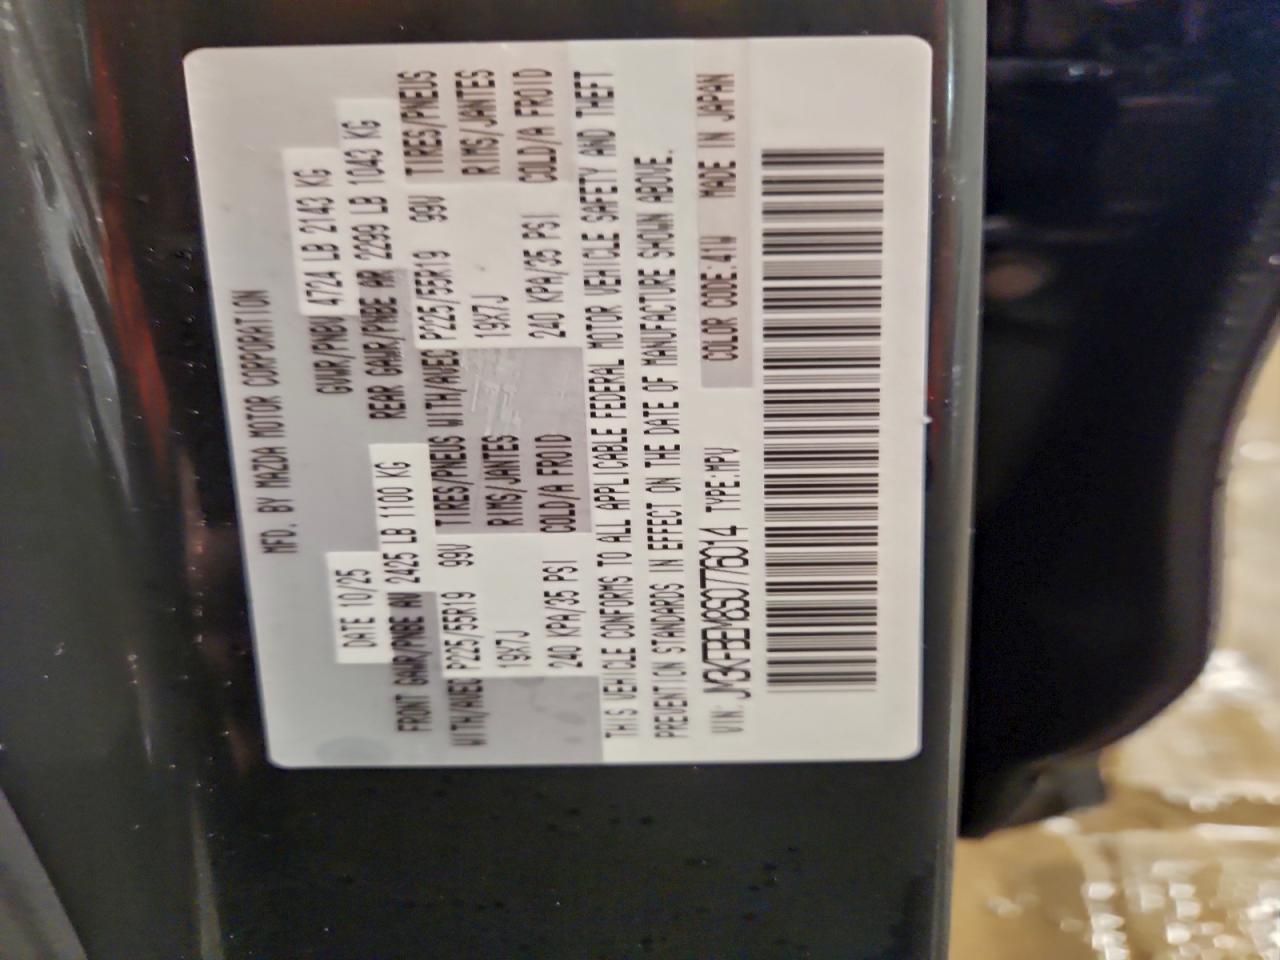 MFD. BY MAZDA MOTOR CORPORATION
DATE 10/25 GVWR/PNBV 4724 LB 2143 KG
FRONT GAWR/PNBE AV 2425 LB 1100 KG REAR GAWR/PNBE AR 2299 LB 1043 KG
WITH/AVEC P225/55R19 99V TIRES/PNEUS WITH/AVEC P225/55R19 99V TIRES/PNEUS
19X7J RIMS/JANTES 19X7J RIMS/JANTES
240 KPA/35 PSI COLD/A FROID 240 KPA/35 PSI COLD/A FROID
THIS VEHICLE CONFORMS TO ALL APPLICABLE FEDERAL MOTOR VEHICLE SAFETY AND THEFT
PREVENTION STANDARDS IN EFFECT ON THE DATE OF MANUFACTURE SHOWN ABOVE.
VIN: JM3KFBEM8S0776014 TYPE:MPV COLOR CODE:41W MADE IN JAPAN